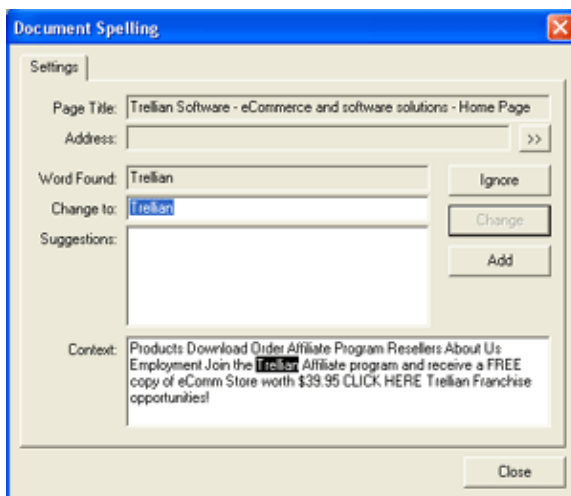 Document Spelling
Settings
Page Title: Trellian Software - eCommerce and software solutions - Home Page
Address: >>
Word Found: Trellian Ignore
Change to: Trellian Change
Suggestions: Add
Context: Products Download Order Affiliate Program Resellers About Us
Employment Join the Trellian Affiliate program and receive a FREE
copy of eComm Store worth $39.95 CLICK HERE Trellian Franchise
opportunities!
Close